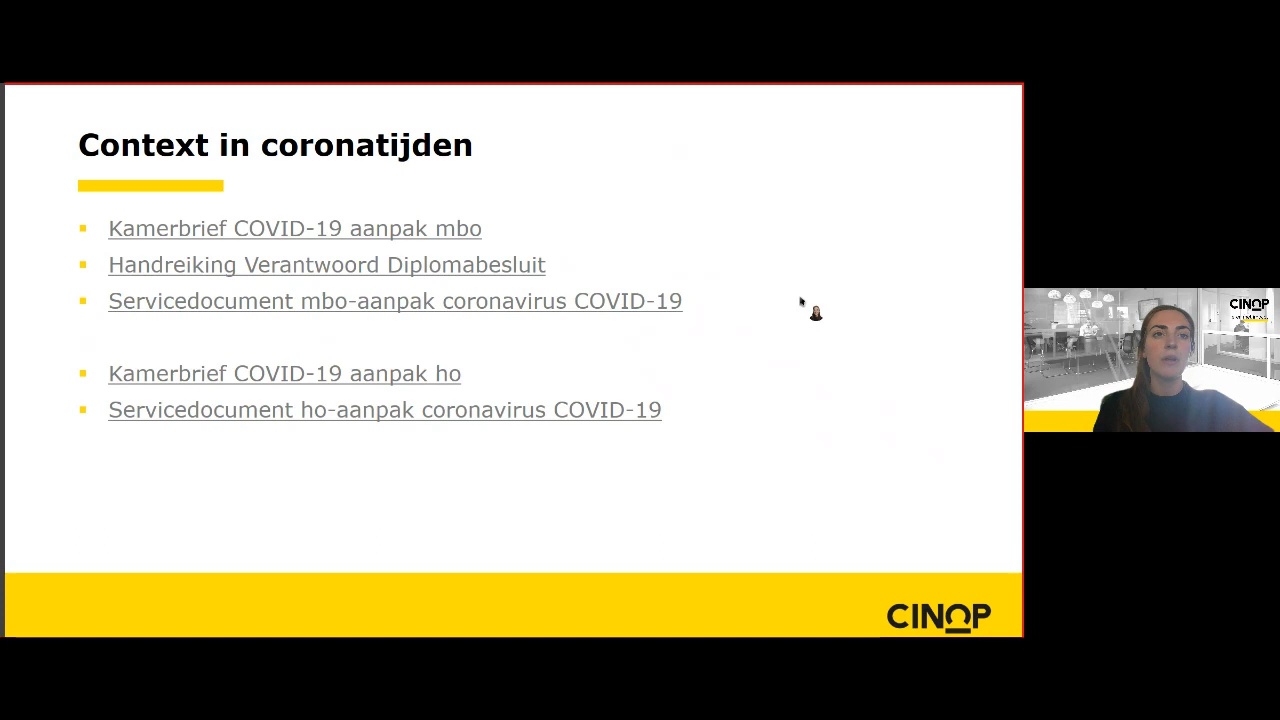 Context in coronatijden
Kamerbrief COVID-19 aanpak mbo
Handreiking Verantwoord Diplomabesluit
Servicedocument mbo-aanpak coronavirus COVID-19
Kamerbrief COVID-19 aanpak ho
Servicedocument ho-aanpak coronavirus COVID-19
CINOP
CINOP